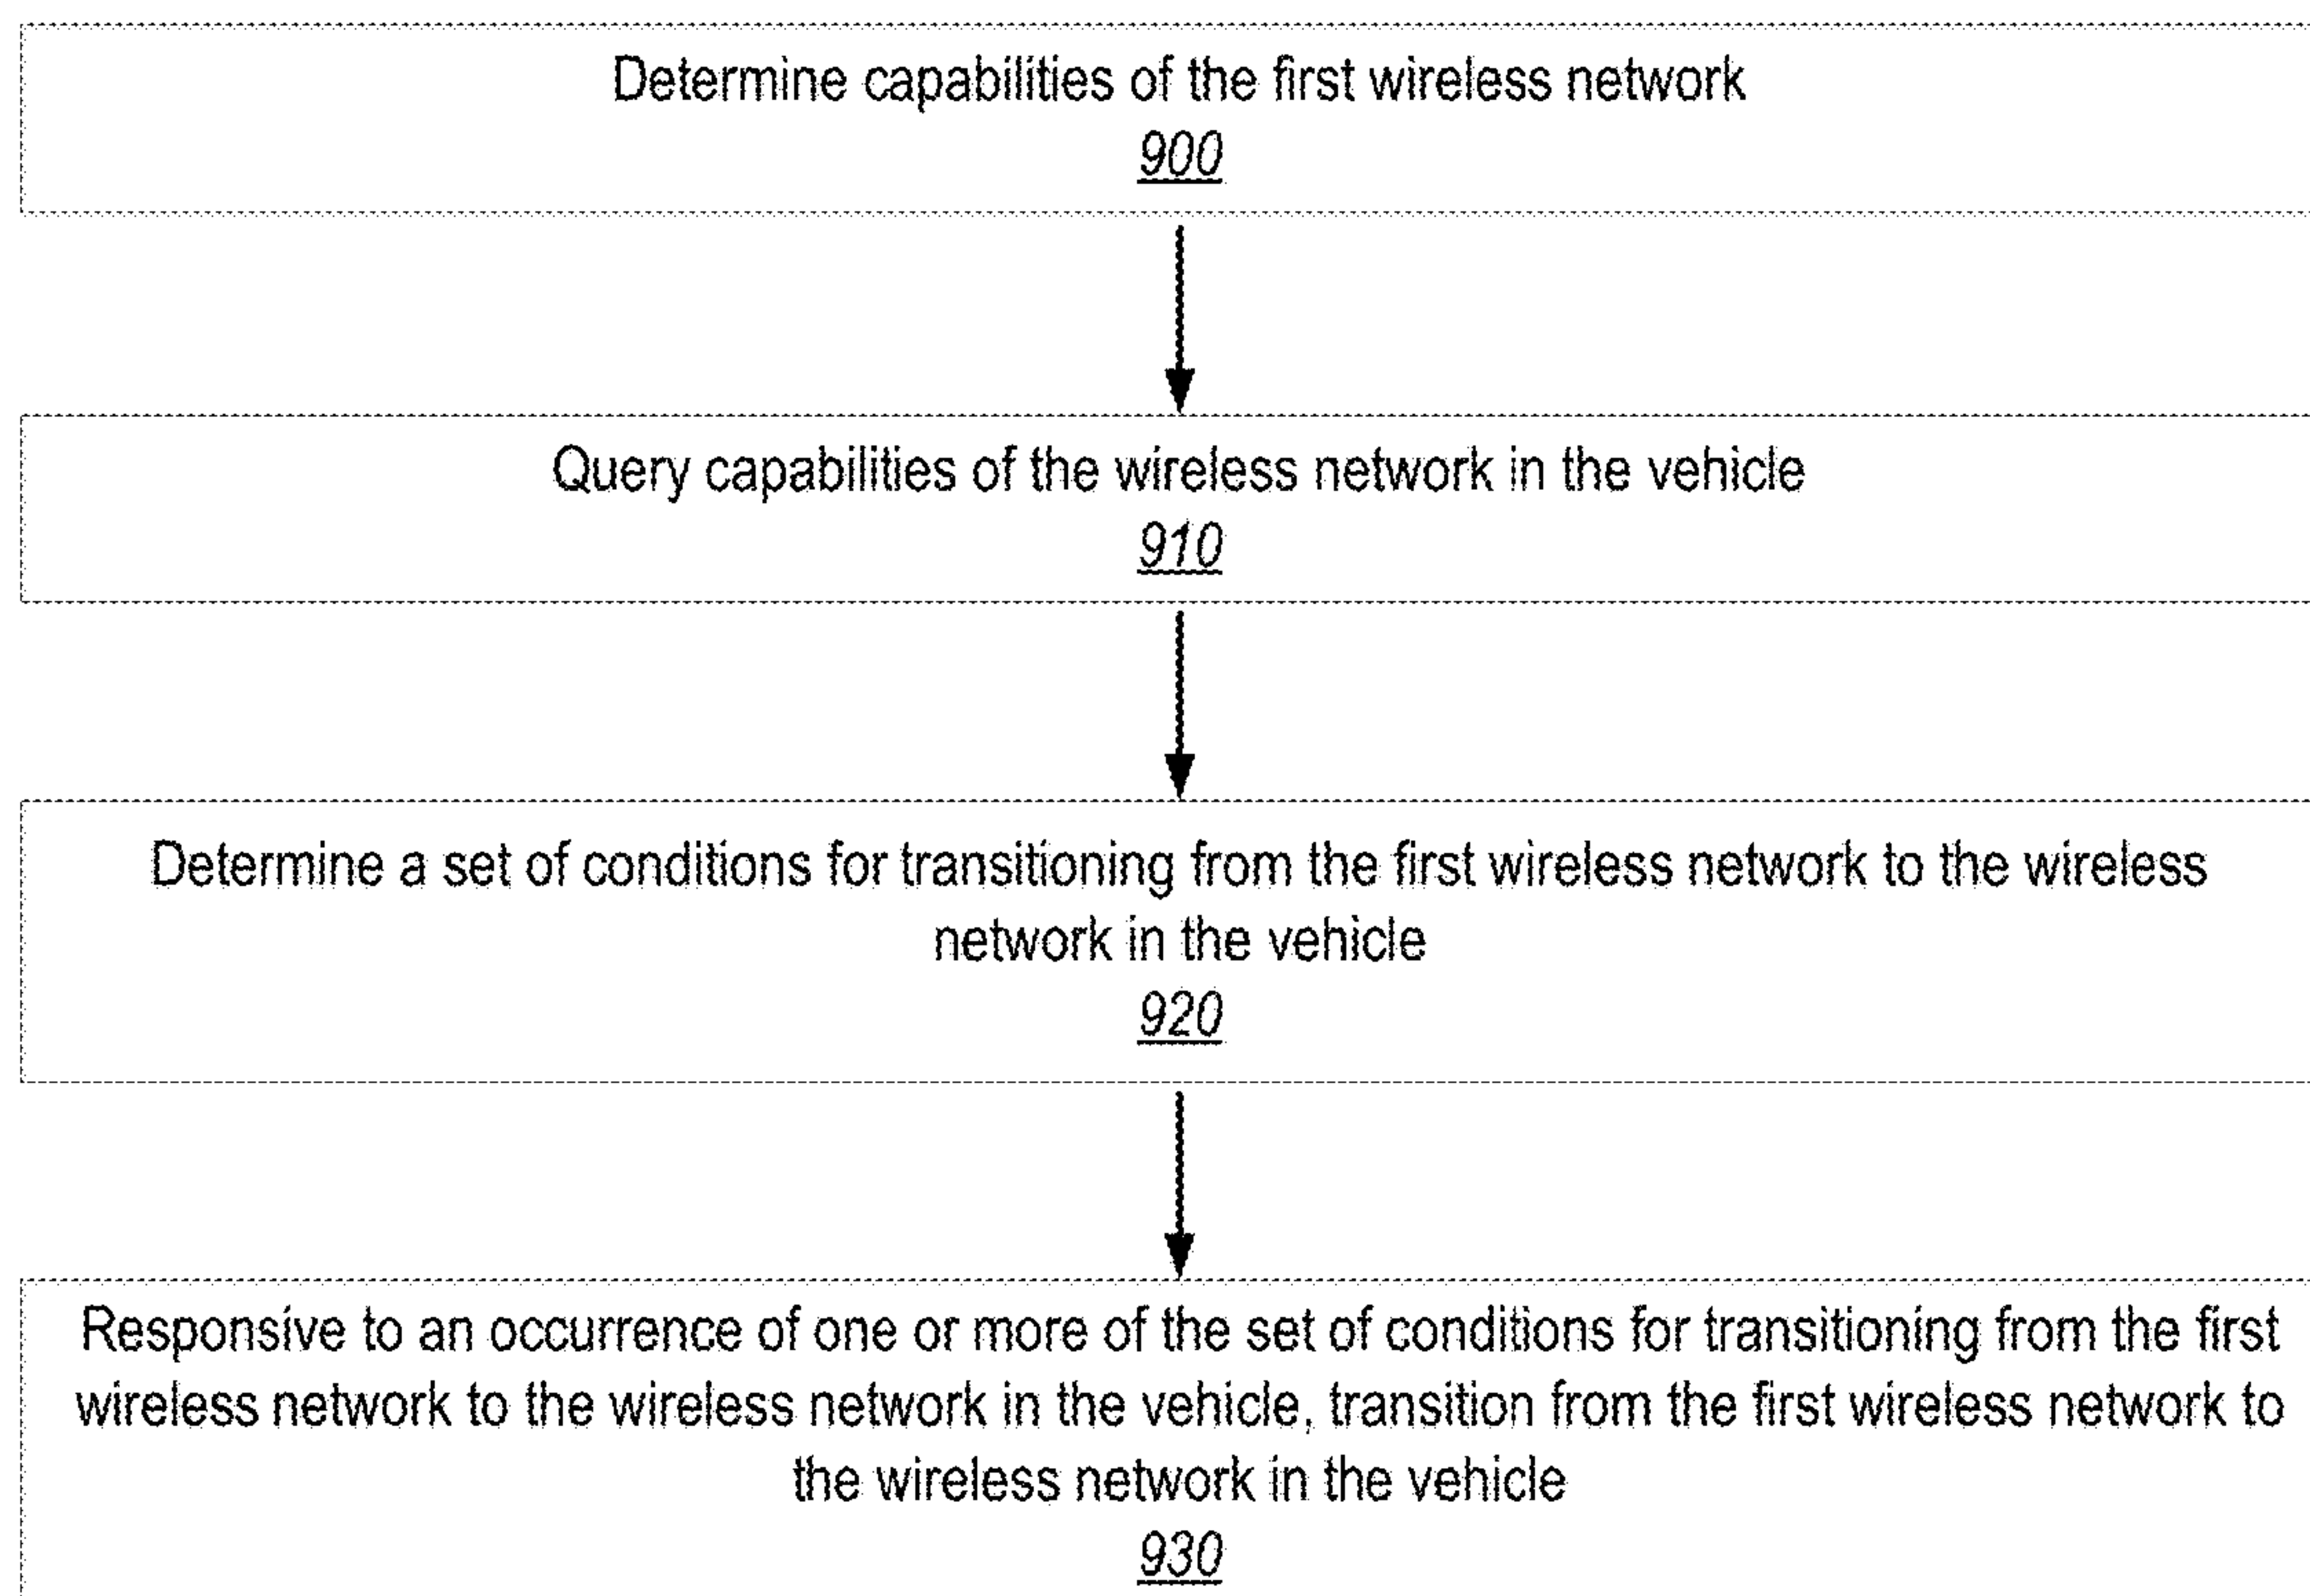 Determine capabilities of the first wireless network
900
Query capabilities of the wireless network in the vehicle
910
Determine a set of conditions for transitioning from the first wireless network to the wireless
network in the vehicle
920
Responsive to an occurrence of one or more of the set of conditions for transitioning from the first
wireless network to the wireless network in the vehicle, transition from the first wireless network to
the wireless network in the vehicle
930